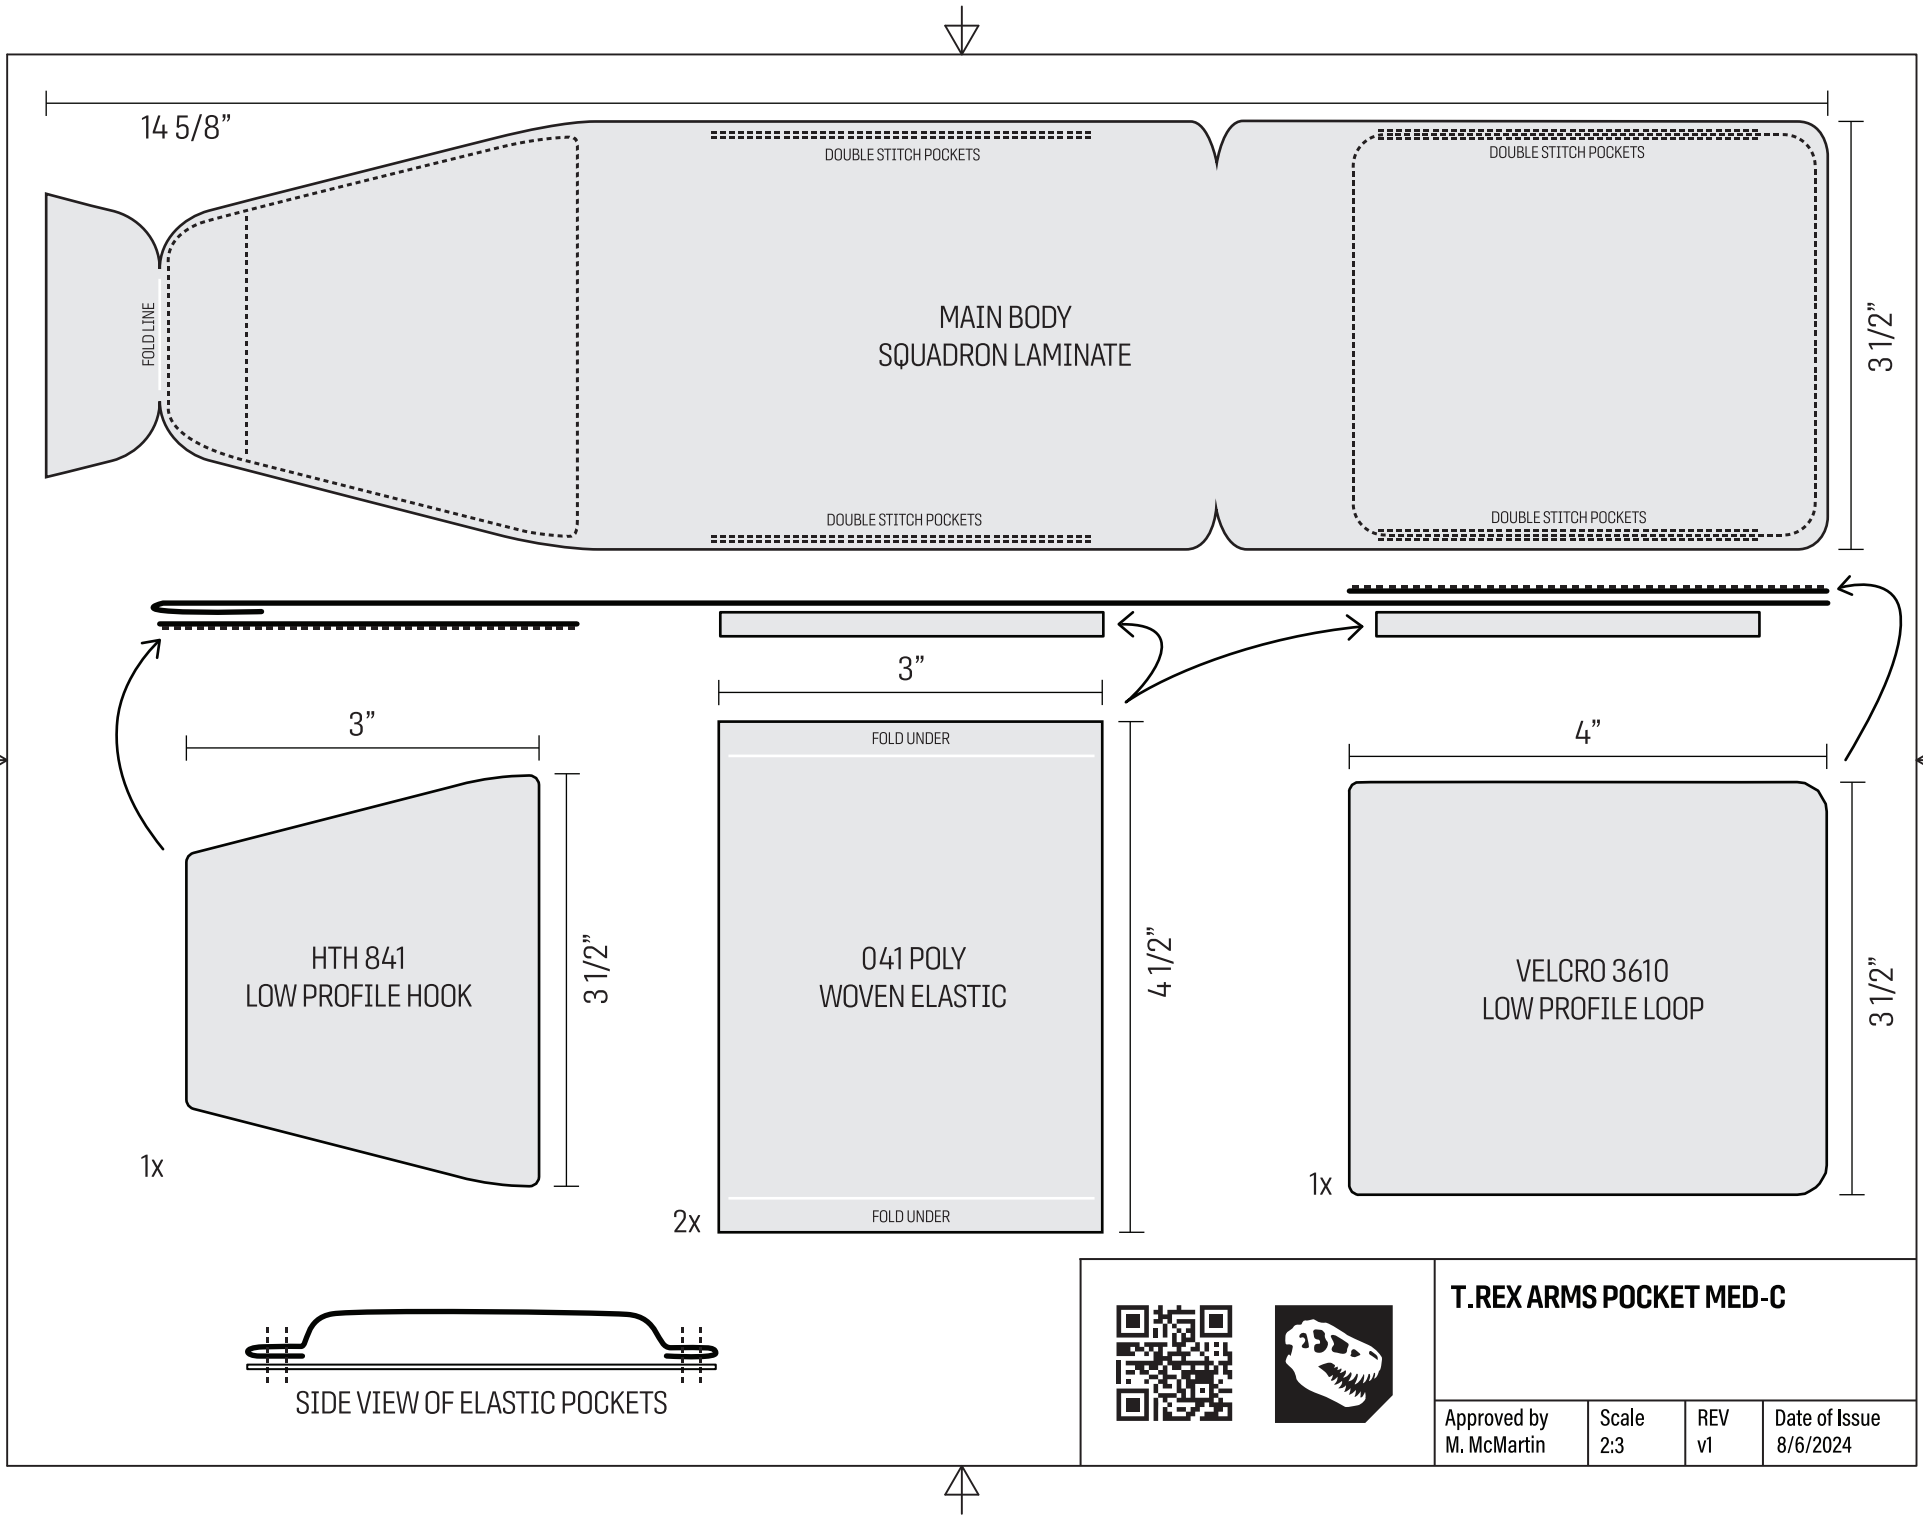 14 5/8”
DOUBLE STITCH POCKETS
DOUBLE STITCH POCKETS
FOLD LINE
MAIN BODY
SQUADRON LAMINATE
3 1/2”
DOUBLE STITCH POCKETS
DOUBLE STITCH POCKETS
3”
3”
4”
FOLD UNDER
HTH 841
LOW PROFILE HOOK
3 1/2”
041 POLY
WOVEN ELASTIC
4 1/2”
VELCRO 3610
LOW PROFILE LOOP
3 1/2”
1x
2x
FOLD UNDER
1x
SIDE VIEW OF ELASTIC POCKETS
T.REX ARMS POCKET MED-C
Approved by
M. McMartin
Scale
2:3
REV
v1
Date of Issue
8/6/2024